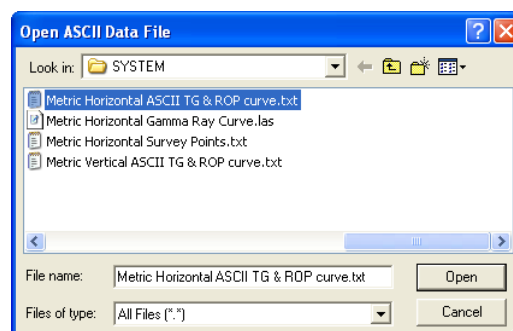 Open ASCII Data File
Look in: SYSTEM
Metric Horizontal ASCII TG & ROP curve.txt
Metric Horizontal Gamma Ray Curve.las
Metric Horizontal Survey Points.txt
Metric Vertical ASCII TG & ROP curve.txt
File name: Metric Horizontal ASCII TG & ROP curve.txt Open
Files of type: All Files (*.*) Cancel